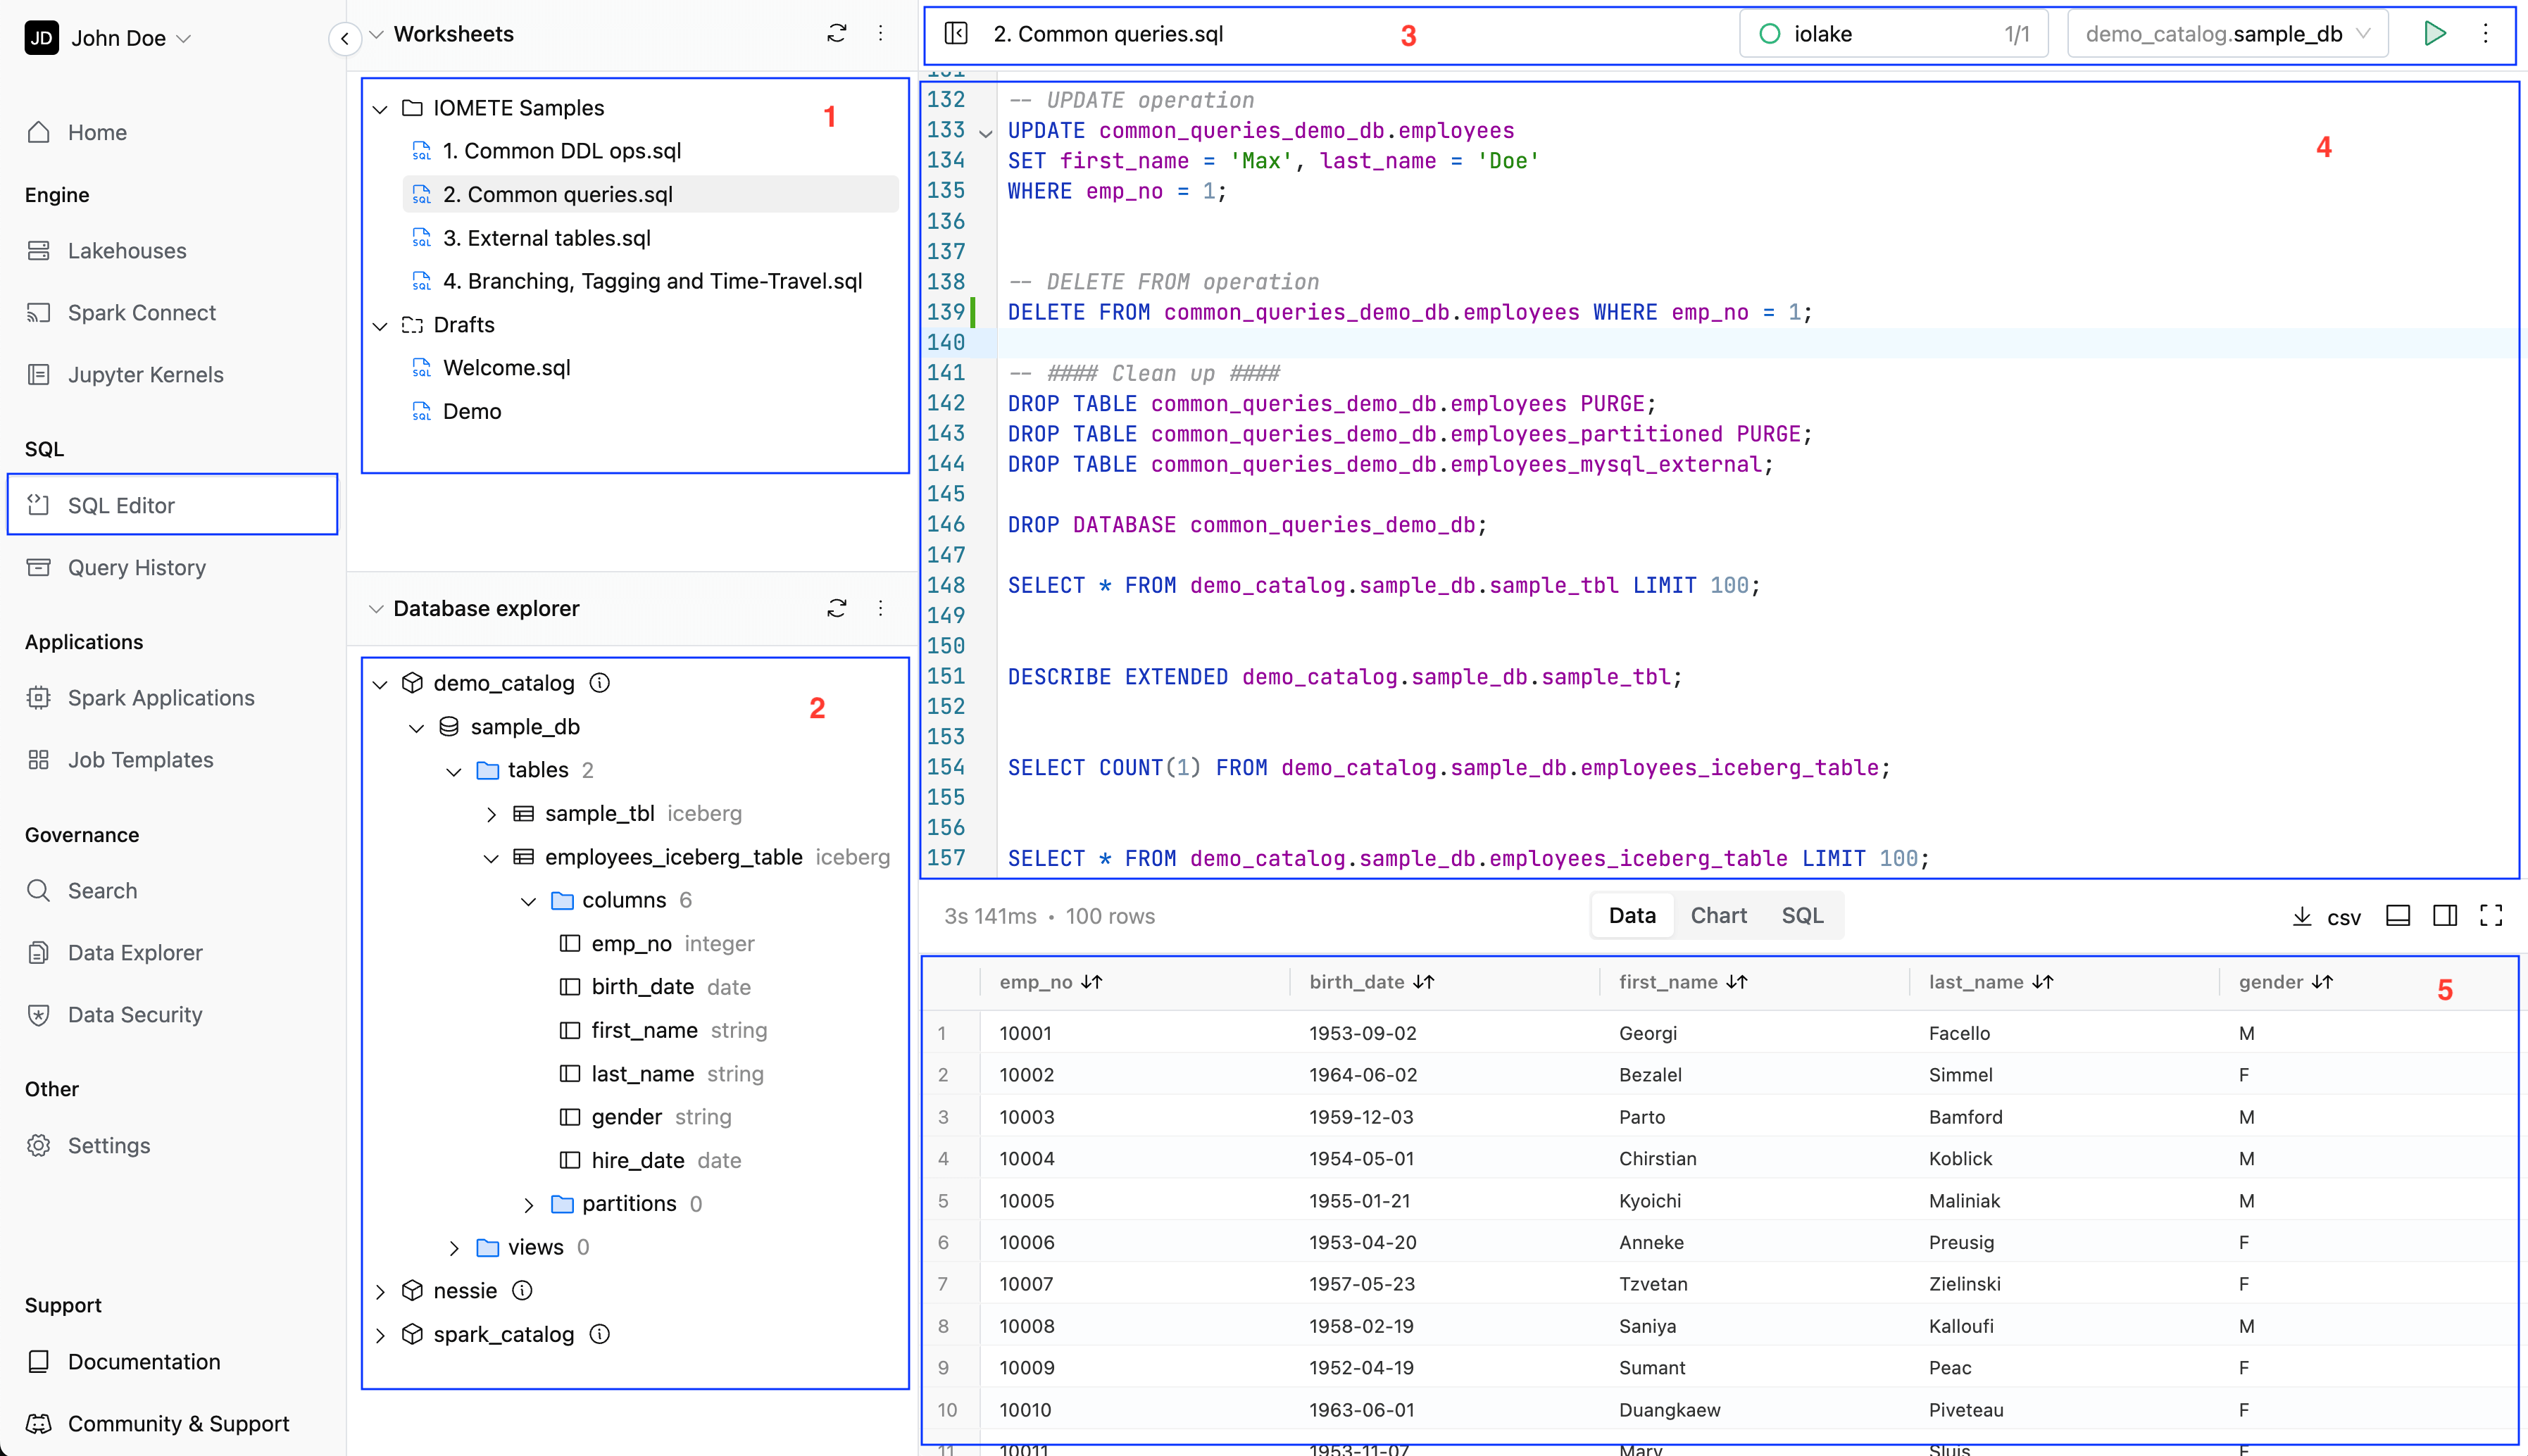 JD John Doe
Home
Engine
Lakehouses
Spark Connect
Jupyter Kernels
SQL
SQL Editor
Query History
Applications
Spark Applications
Job Templates
Governance
Search
Data Explorer
Data Security
Other
Settings
Support
Documentation
Community & Support
Worksheets
IOMETE Samples
1
SQL 1. Common DDL ops.sql
SQL 2. Common queries.sql
SQL 3. External tables.sql
SQL 4. Branching, Tagging and Time-Travel.sql
Drafts
SQL Welcome.sql
SQL Demo
Database explorer
demo_catalog
2
sample_db
tables 2
sample_tbl iceberg
employees_iceberg_table iceberg
columns 6
emp_no integer
birth_date date
first_name string
last_name string
gender string
hire_date date
partitions 0
views 0
nessie
spark_catalog
2. Common queries.sql 3 iolake 1/1 demo_catalog.sample_db
131
132 -- UPDATE operation
133 UPDATE common_queries_demo_db.employees
4
134 SET first_name = 'Max', last_name = 'Doe'
135 WHERE emp_no = 1;
136
137
138 -- DELETE FROM operation
139 DELETE FROM common_queries_demo_db.employees WHERE emp_no = 1;
140
141 -- #### Clean up ####
142 DROP TABLE common_queries_demo_db.employees PURGE;
143 DROP TABLE common_queries_demo_db.employees_partitioned PURGE;
144 DROP TABLE common_queries_demo_db.employees_mysql_external;
145
146 DROP DATABASE common_queries_demo_db;
147
148 SELECT * FROM demo_catalog.sample_db.sample_tbl LIMIT 100;
149
150
151 DESCRIBE EXTENDED demo_catalog.sample_db.sample_tbl;
152
153
154 SELECT COUNT(1) FROM demo_catalog.sample_db.employees_iceberg_table;
155
156
157 SELECT * FROM demo_catalog.sample_db.employees_iceberg_table LIMIT 100;
3s 141ms • 100 rows Data Chart SQL csv
emp_no birth_date first_name last_name gender 5
1 10001 1953-09-02 Georgi Facello M
2 10002 1964-06-02 Bezalel Simmel F
3 10003 1959-12-03 Parto Bamford M
4 10004 1954-05-01 Chirstian Koblick M
5 10005 1955-01-21 Kyoichi Maliniak M
6 10006 1953-04-20 Anneke Preusig F
7 10007 1957-05-23 Tzvetan Zielinski F
8 10008 1958-02-19 Saniya Kalloufi M
9 10009 1952-04-19 Sumant Peac F
10 10010 1963-06-01 Duangkaew Piveteau F
11 10011 1953-11-07 Mary Sluis F